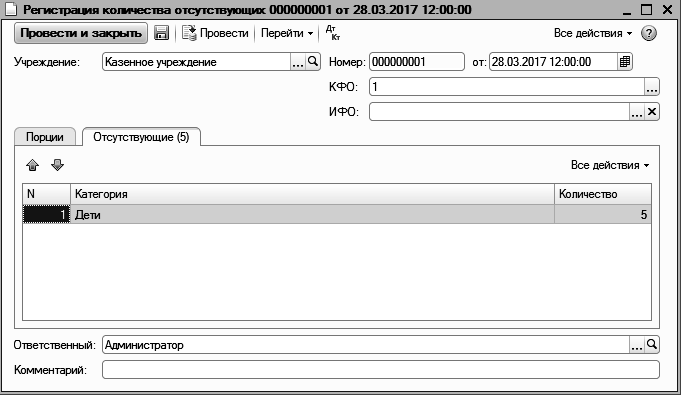 Регистрация количества отсутствующих 000000001 от 28.03.2017 12:00:00
Провести и закрыть Провести Перейти Дт Кт Все действия ?
Учреждение: Казенное учреждение ... Номер: 000000001 от: 28.03.2017 12:00:00
КФО: 1 ...
ИФО: ...
Порции Отсутствующие (5)
Все действия
N Категория Количество
1 Дети 5
Ответственный: Администратор ...
Комментарий: